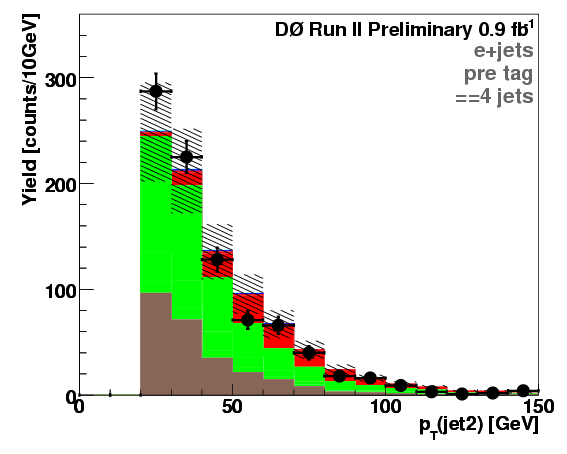 DØ Run II Preliminary 0.9 fb-1
e+jets
pre tag
==4 jets
Yield [counts/10GeV]
300
200
100
0
0 50 100 150
pT(jet2) [GeV]